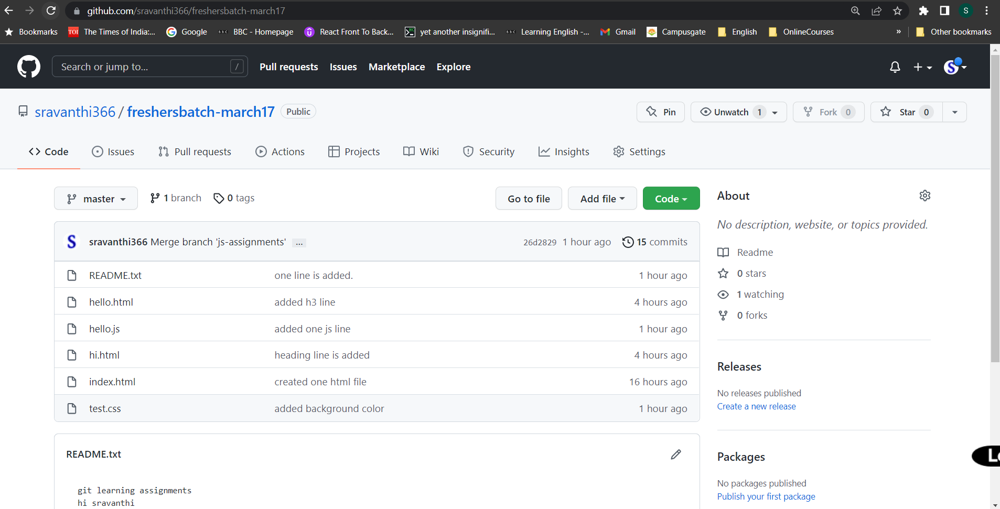 github.com/sravanthi366/freshersbatch-march17
S
Bookmarks
TOI The Times of India:...
Google
BBC BBC - Homepage
React Front To Back...
yet another insignifi...
BBC Learning English -...
Gmail
Campusgate
English
OnlineCourses
»
Other bookmarks
Search or jump to... /
Pull requests Issues Marketplace Explore
S
sravanthi366 / freshersbatch-march17 Public
Pin
Unwatch 1
Fork 0
Star 0
Code Issues Pull requests Actions Projects Wiki Security Insights Settings
master
1 branch
0 tags
Go to file
Add file
Code
S sravanthi366 Merge branch 'js-assignments' ... 26d2829 1 hour ago 15 commits
README.txt one line is added. 1 hour ago
hello.html added h3 line 4 hours ago
hello.js added one js line 1 hour ago
hi.html heading line is added 4 hours ago
index.html created one html file 16 hours ago
test.css added background color 1 hour ago
README.txt
git learning assignments
hi sravanthi
About
No description, website, or topics provided.
Readme
0 stars
1 watching
0 forks
Releases
No releases published
Create a new release
Packages
No packages published
Publish your first package